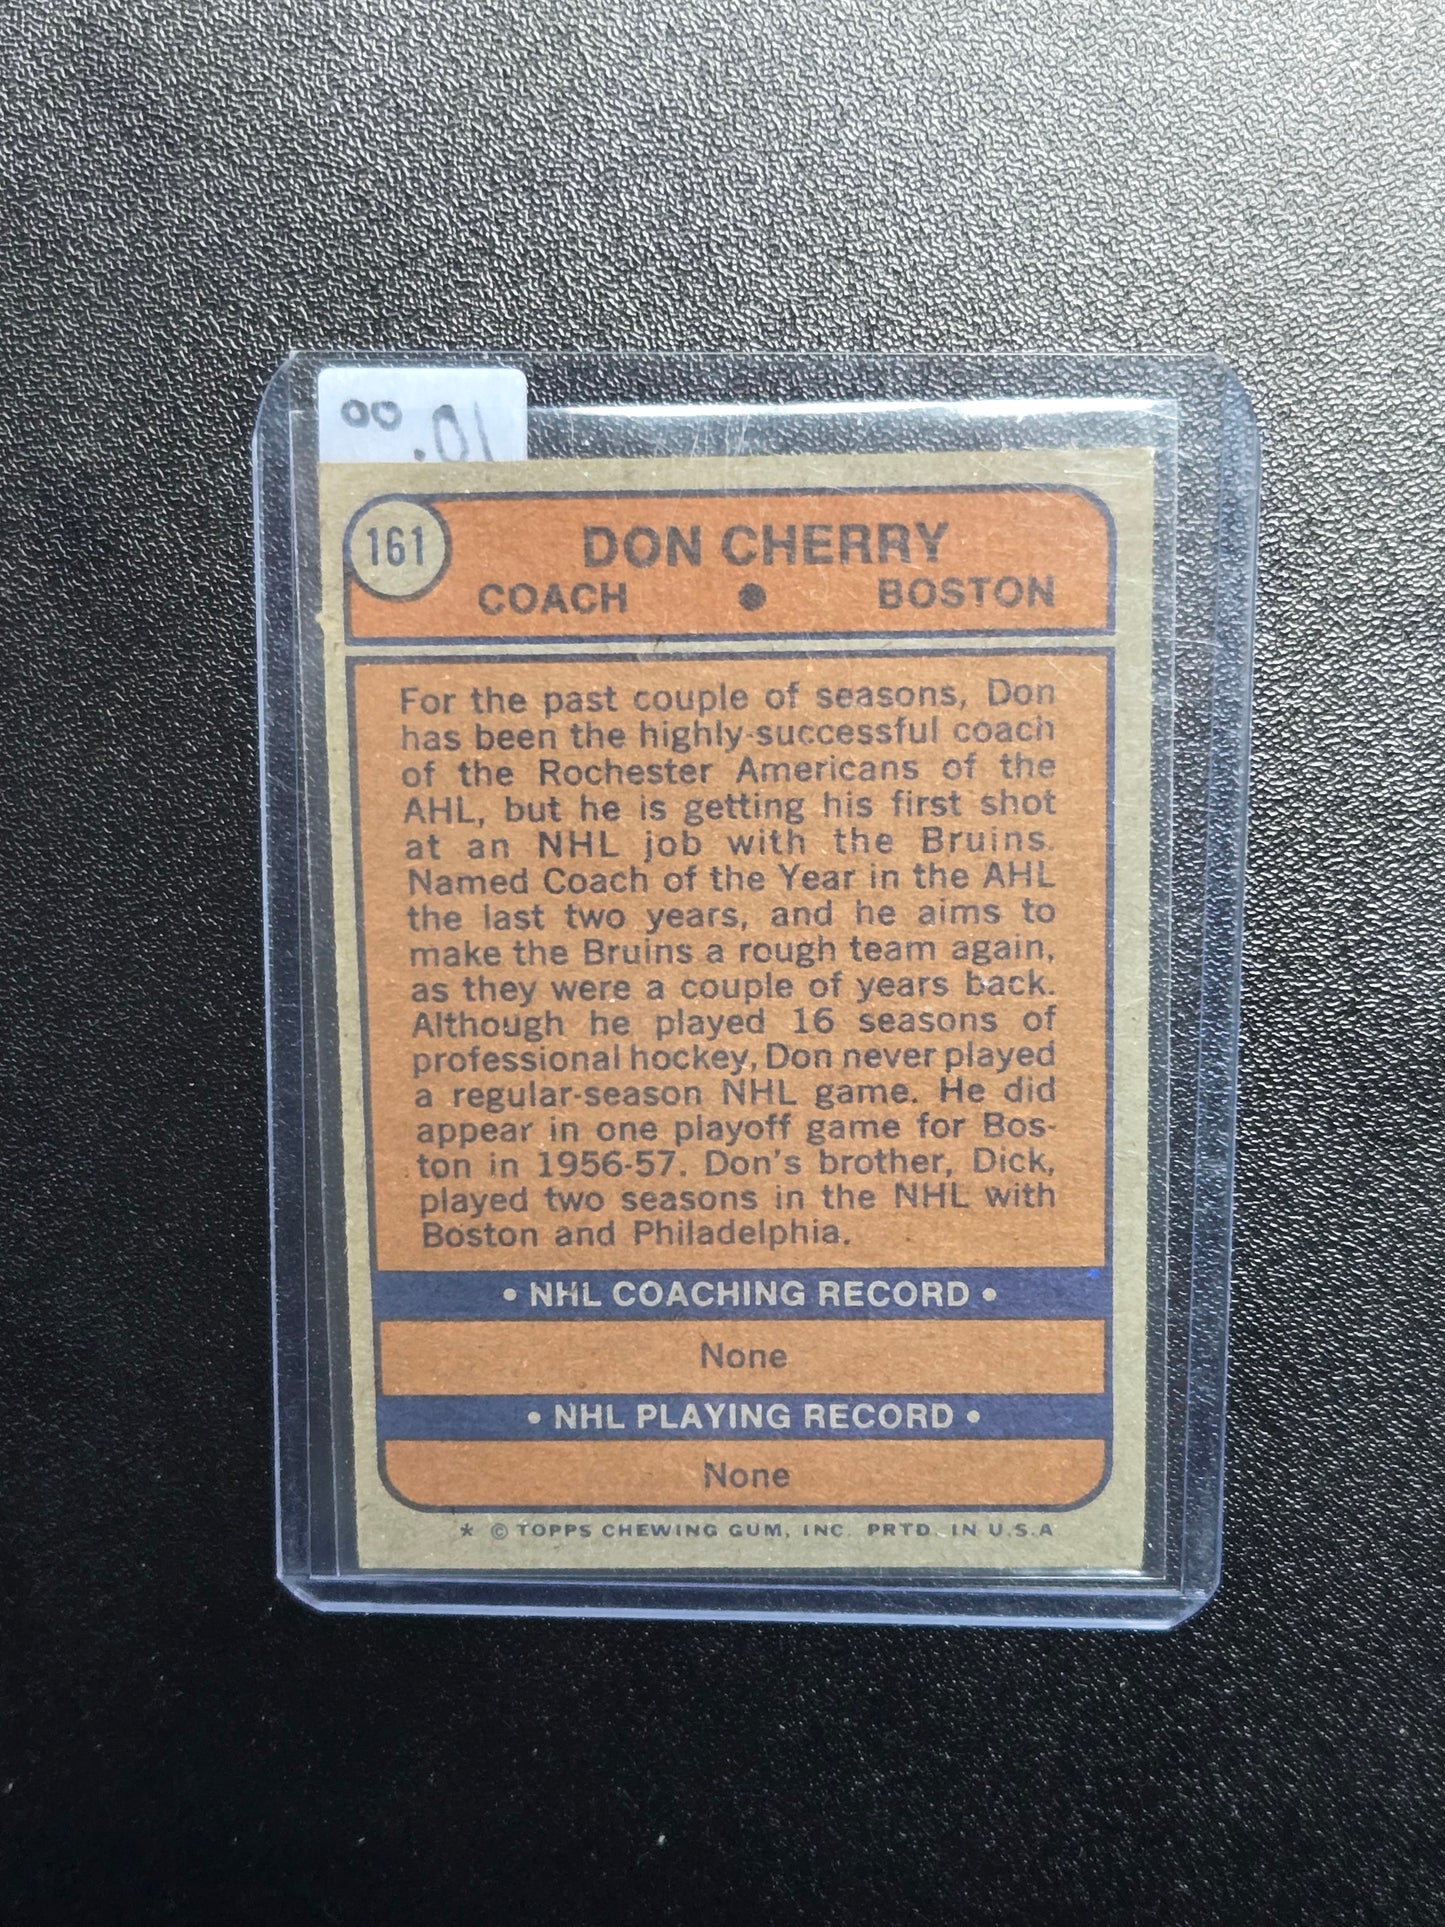 10.00
161
DON CHERRY
COACH ● BOSTON
For the past couple of seasons, Don
has been the highly-successful coach
of the Rochester Americans of the
AHL, but he is getting his first shot
at an NHL job with the Bruins.
Named Coach of the Year in the AHL
the last two years, and he aims to
make the Bruins a rough team again,
as they were a couple of years back.
Although he played 16 seasons of
professional hockey, Don never played
a regular-season NHL game. He did
appear in one playoff game for Bos-
ton in 1956-57. Don's brother, Dick,
played two seasons in the NHL with
Boston and Philadelphia.
• NHL COACHING RECORD •
None
• NHL PLAYING RECORD •
None
* © TOPPS CHEWING GUM, INC. PRTD. IN U.S.A